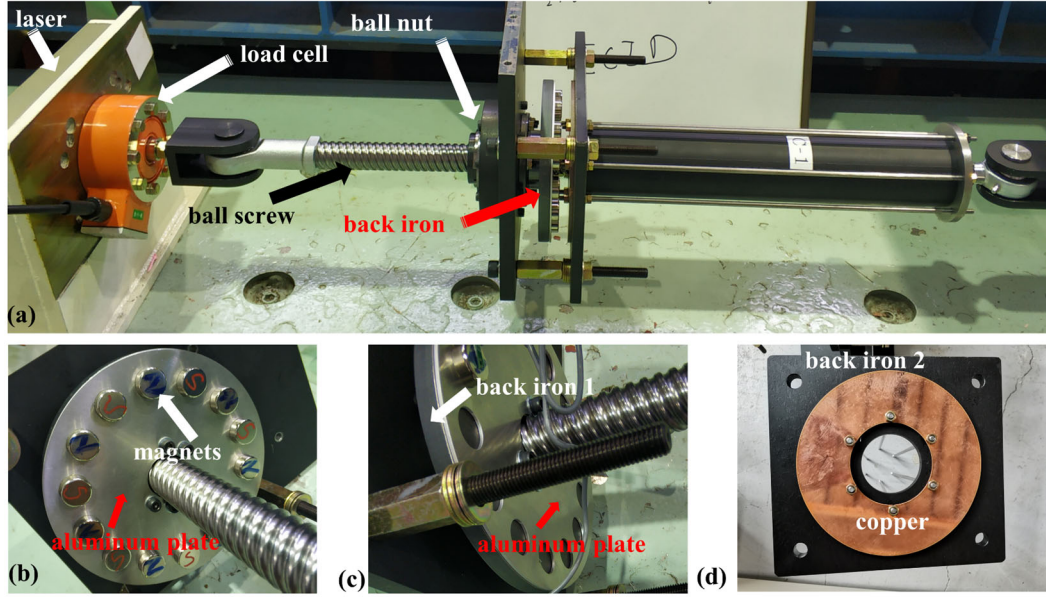 laser
ball nut
load cell
ball screw
back iron
C-1
(a)
magnets
aluminum plate
N
S
(b)
back iron 1
aluminum plate
(c)
back iron 2
copper
(d)